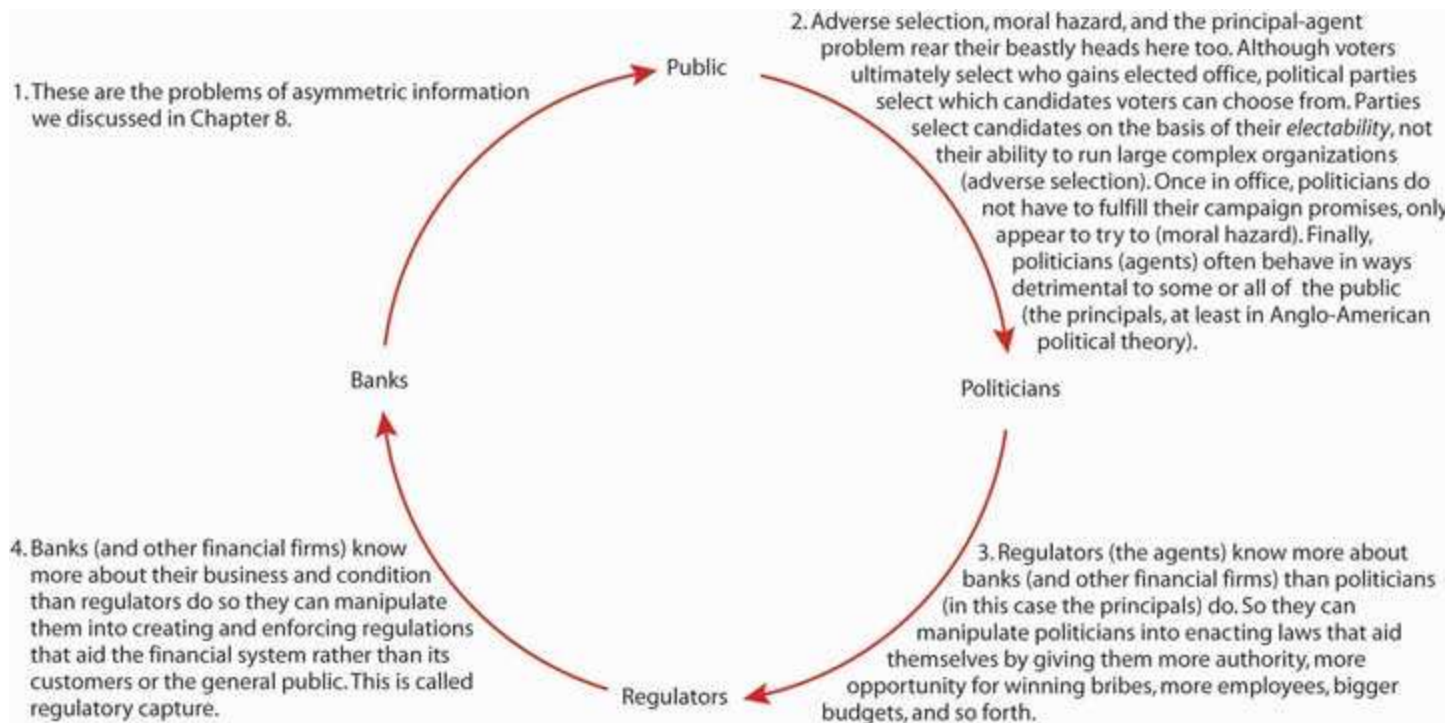 Public
1. These are the problems of asymmetric information
we discussed in Chapter 8.
2. Adverse selection, moral hazard, and the principal-agent
problem rear their beastly heads here too. Although voters
ultimately select who gains elected office, political parties
select which candidates voters can choose from. Parties
select candidates on the basis of their electability, not
their ability to run large complex organizations
(adverse selection). Once in office, politicians do
not have to fulfill their campaign promises, only
appear to try to (moral hazard). Finally,
politicians (agents) often behave in ways
detrimental to some or all of the public
(the principals, at least in Anglo-American
political theory).
Banks
Politicians
4. Banks (and other financial firms) know
more about their business and condition
than regulators do so they can manipulate
them into creating and enforcing regulations
that aid the financial system rather than its
customers or the general public. This is called
regulatory capture.
3. Regulators (the agents) know more about
banks (and other financial firms) than politicians
(in this case the principals) do. So they can
manipulate politicians into enacting laws that aid
themselves by giving them more authority, more
opportunity for winning bribes, more employees, bigger
budgets, and so forth.
Regulators